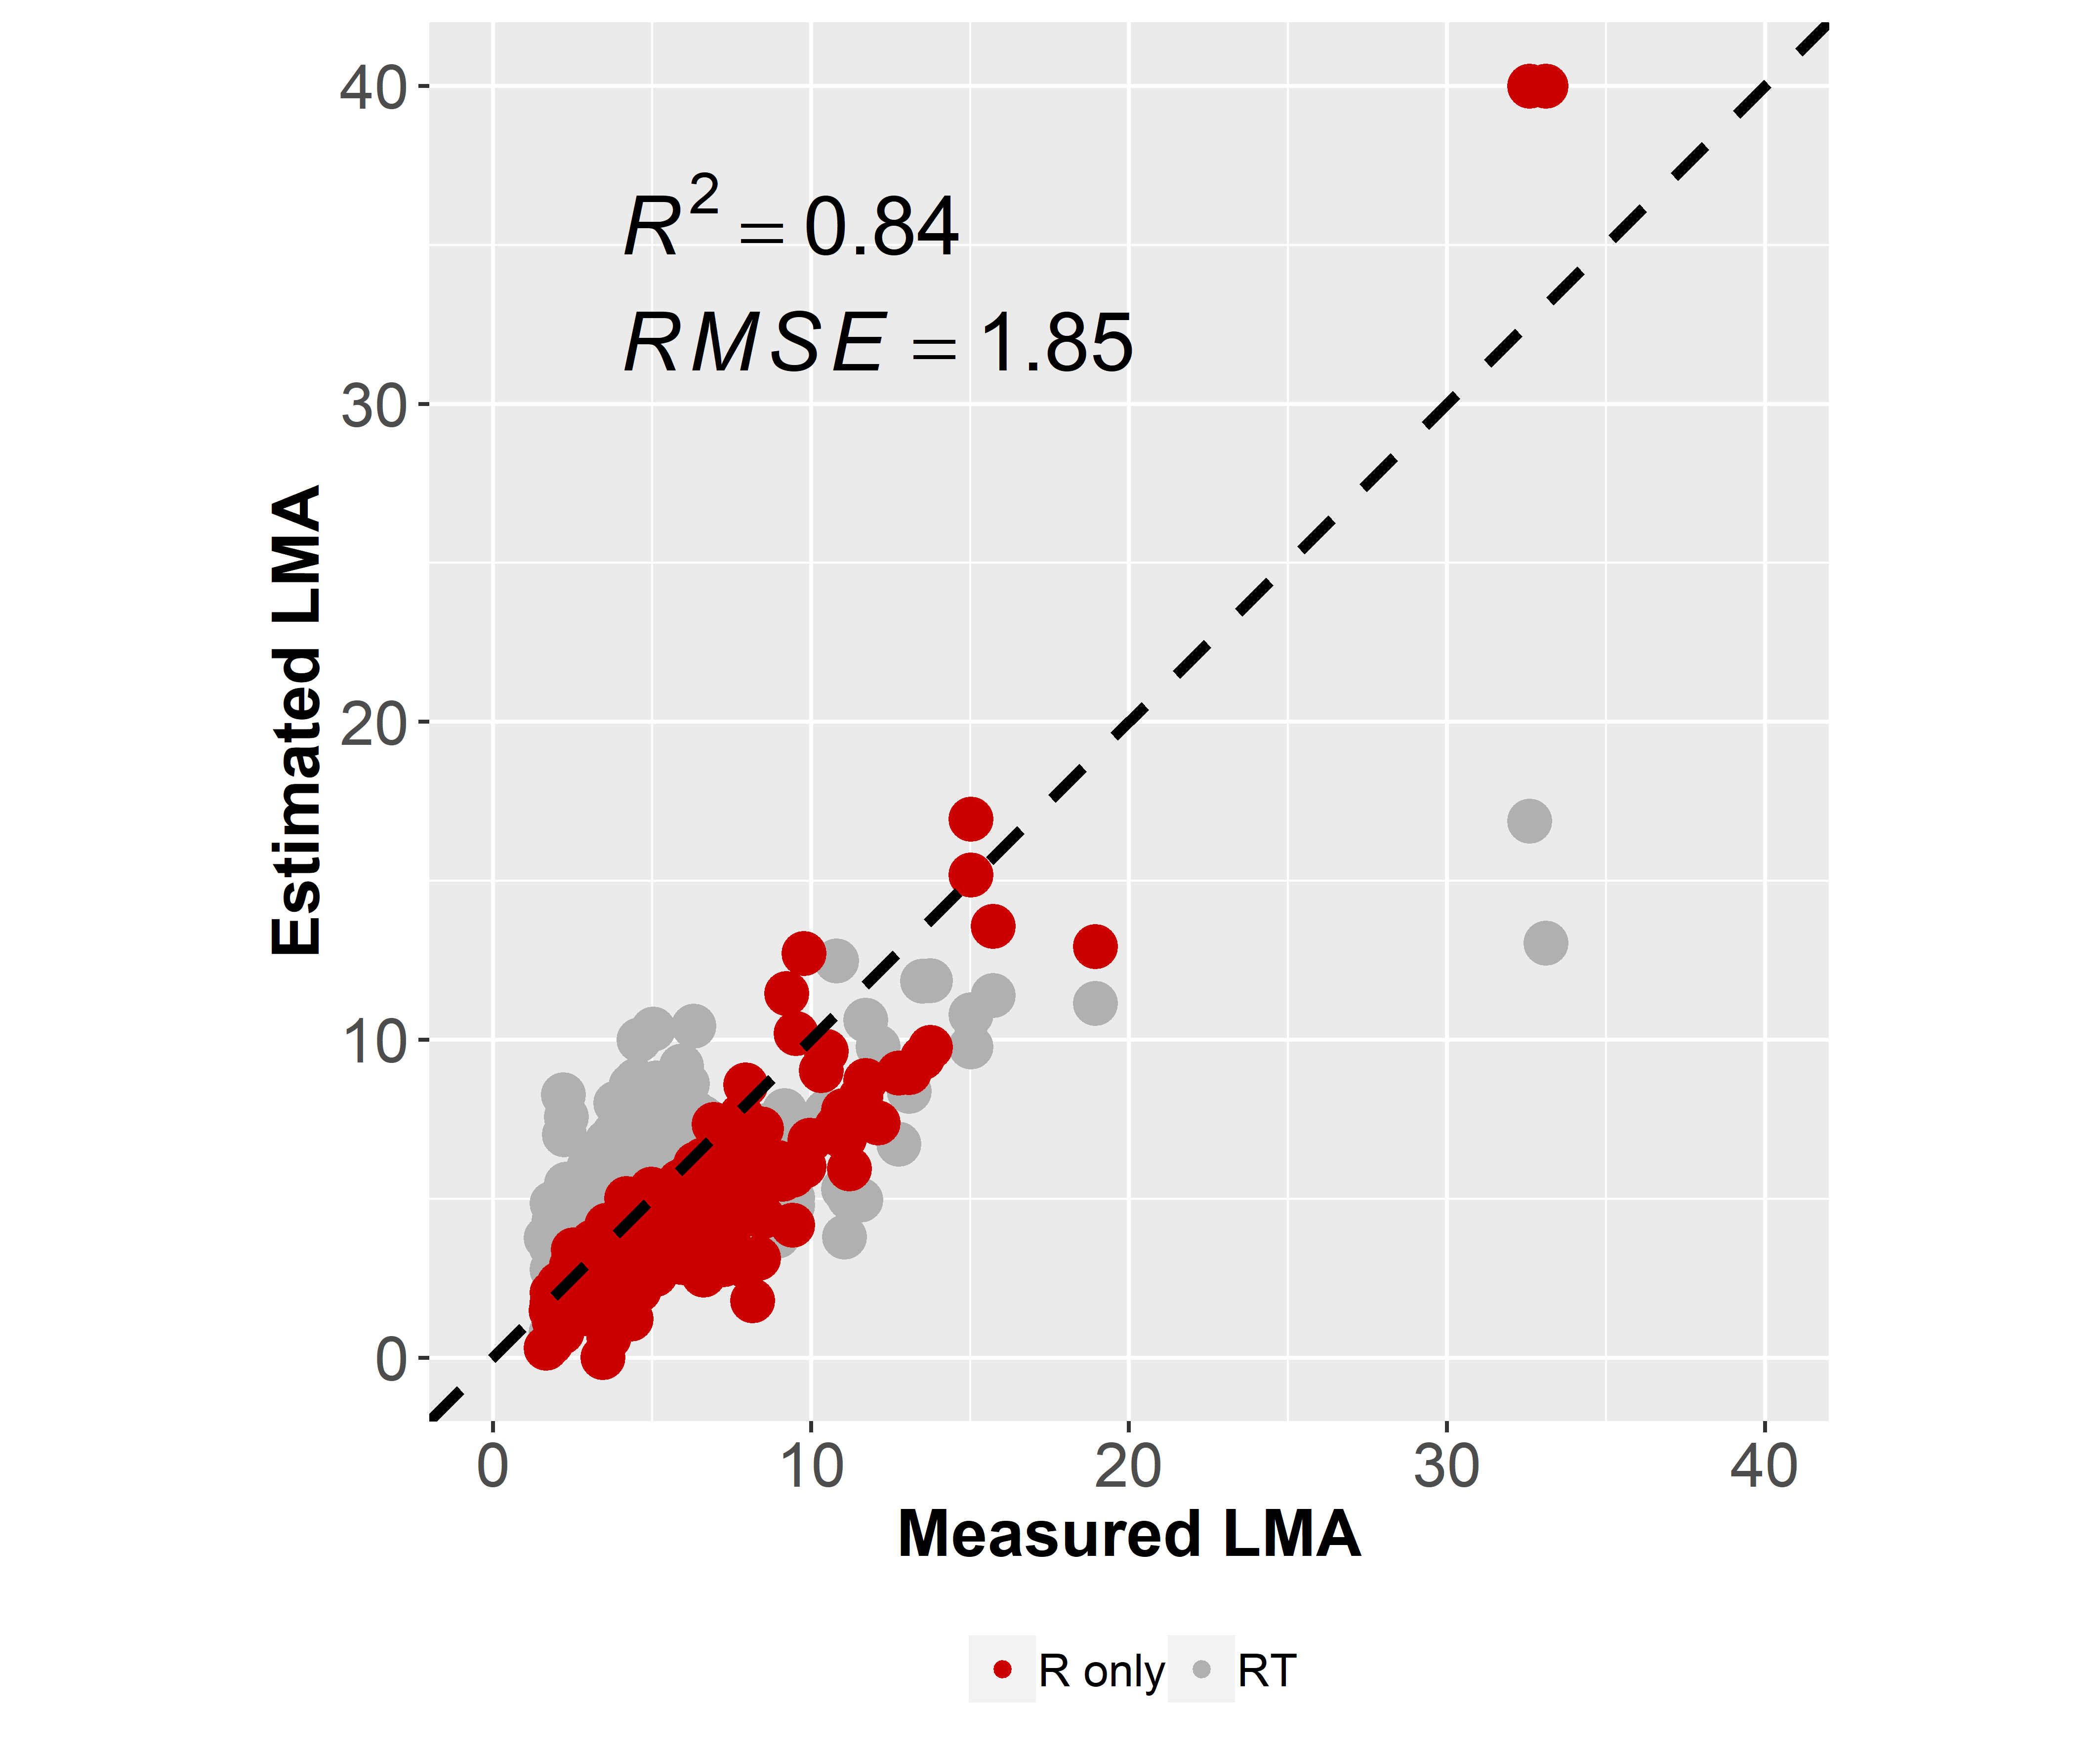 R² = 0.84
RMSE = 1.85
40
30
20
10
0
Estimated LMA
0 10 20 30 40
Measured LMA
R only RT